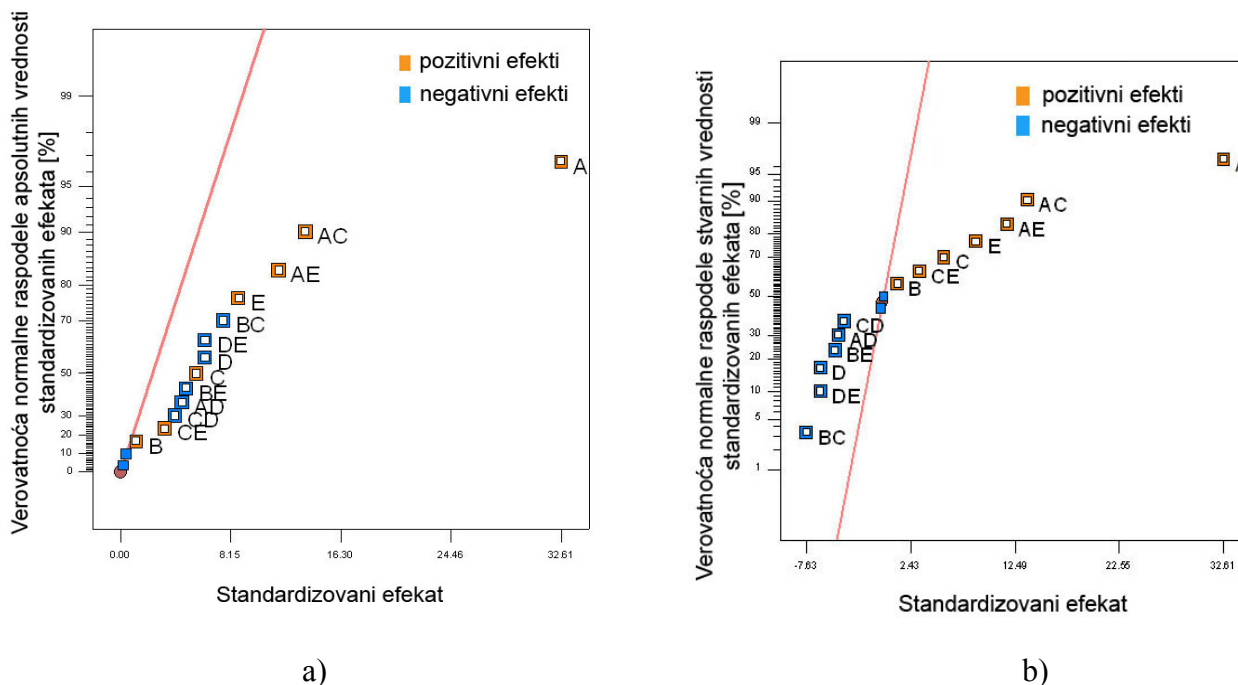 Verovatnoća normalne raspodele apsolutnih vrednosti
standardizovanih efekata [%]
pozitivni efekti
negativni efekti
99
95
90
80
70
50
30
20
10
0
A
AC
AE
E
BC
DE
D
C
BE
AD
CD
CE
B
0.00
8.15
16.30
24.46
32.61
Standardizovani efekat
a)
Verovatnoća normalne raspodele stvarnih vrednosti
standardizovanih efekata [%]
pozitivni efekti
negativni efekti
99
95
90
80
70
50
30
20
10
5
1
A
AC
AE
E
C
CE
B
CD
AD
BE
D
DE
BC
-7.63
2.43
12.49
22.55
32.61
Standardizovani efekat
b)